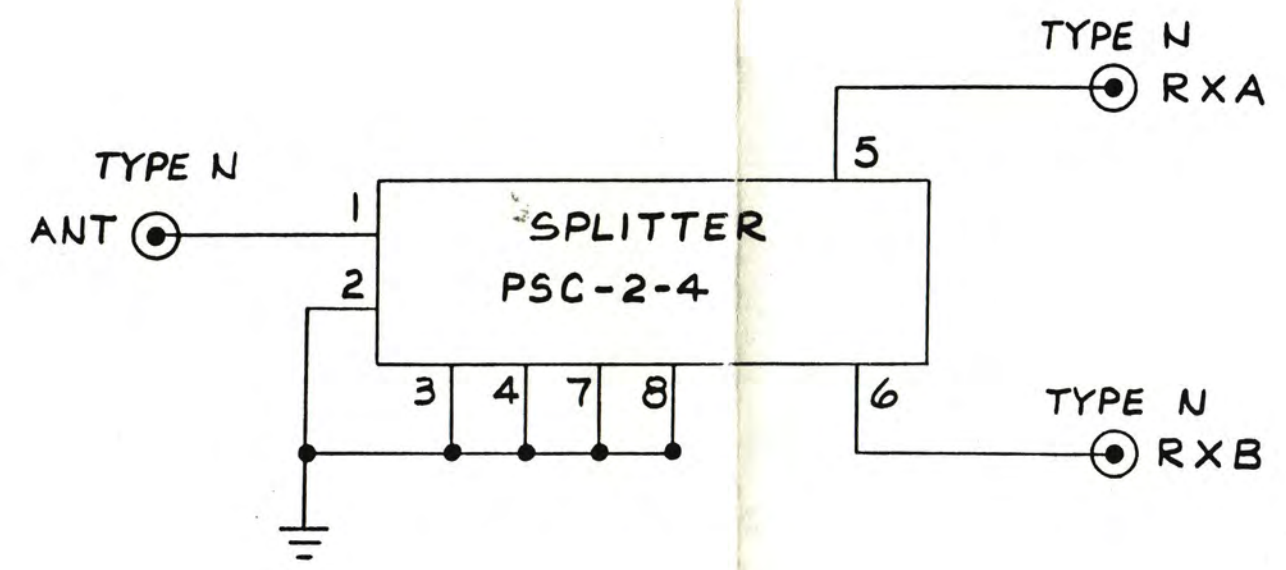 TYPE N
RXA
5
TYPE N
ANT
1
SPLITTER
2
PSC-2-4
3 4 7 8
6
TYPE N
RXB